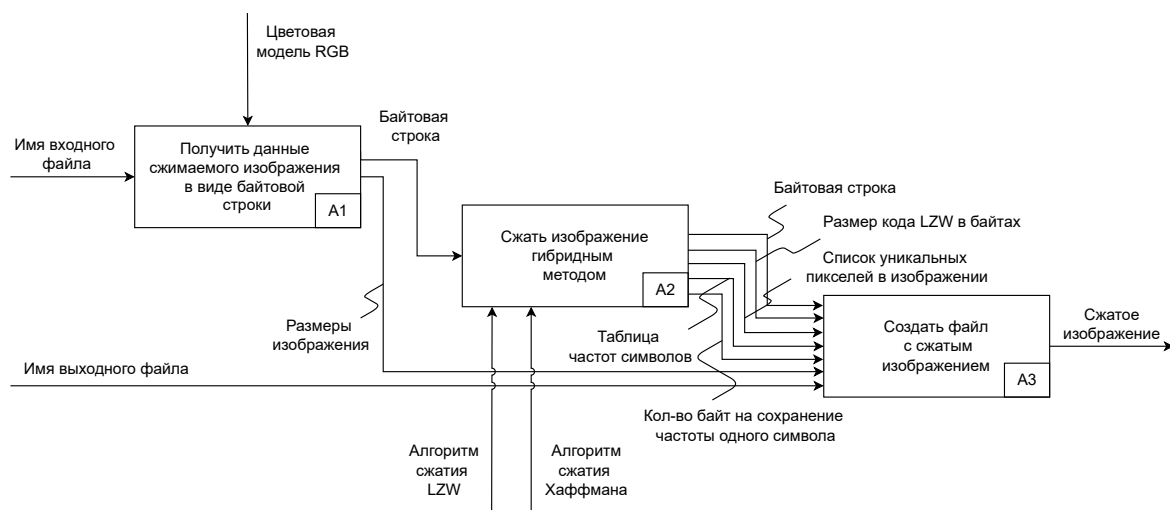 Цветовая
модель RGB
Байтовая
строка
Имя входного
файла
Получить данные
сжимаемого изображения
в виде байтовой
строки
A1
Байтовая строка
Размер кода LZW в байтах
Сжать изображение
гибридным
методом
A2
Список уникальных
пикселей в изображении
Размеры
изображения
Таблица
частот символов
Создать файл
с сжатым
изображением
A3
Сжатое
изображение
Имя выходного файла
Кол-во байт на сохранение
частоты одного символа
Алгоритм
сжатия
LZW
Алгоритм
сжатия
Хаффмана